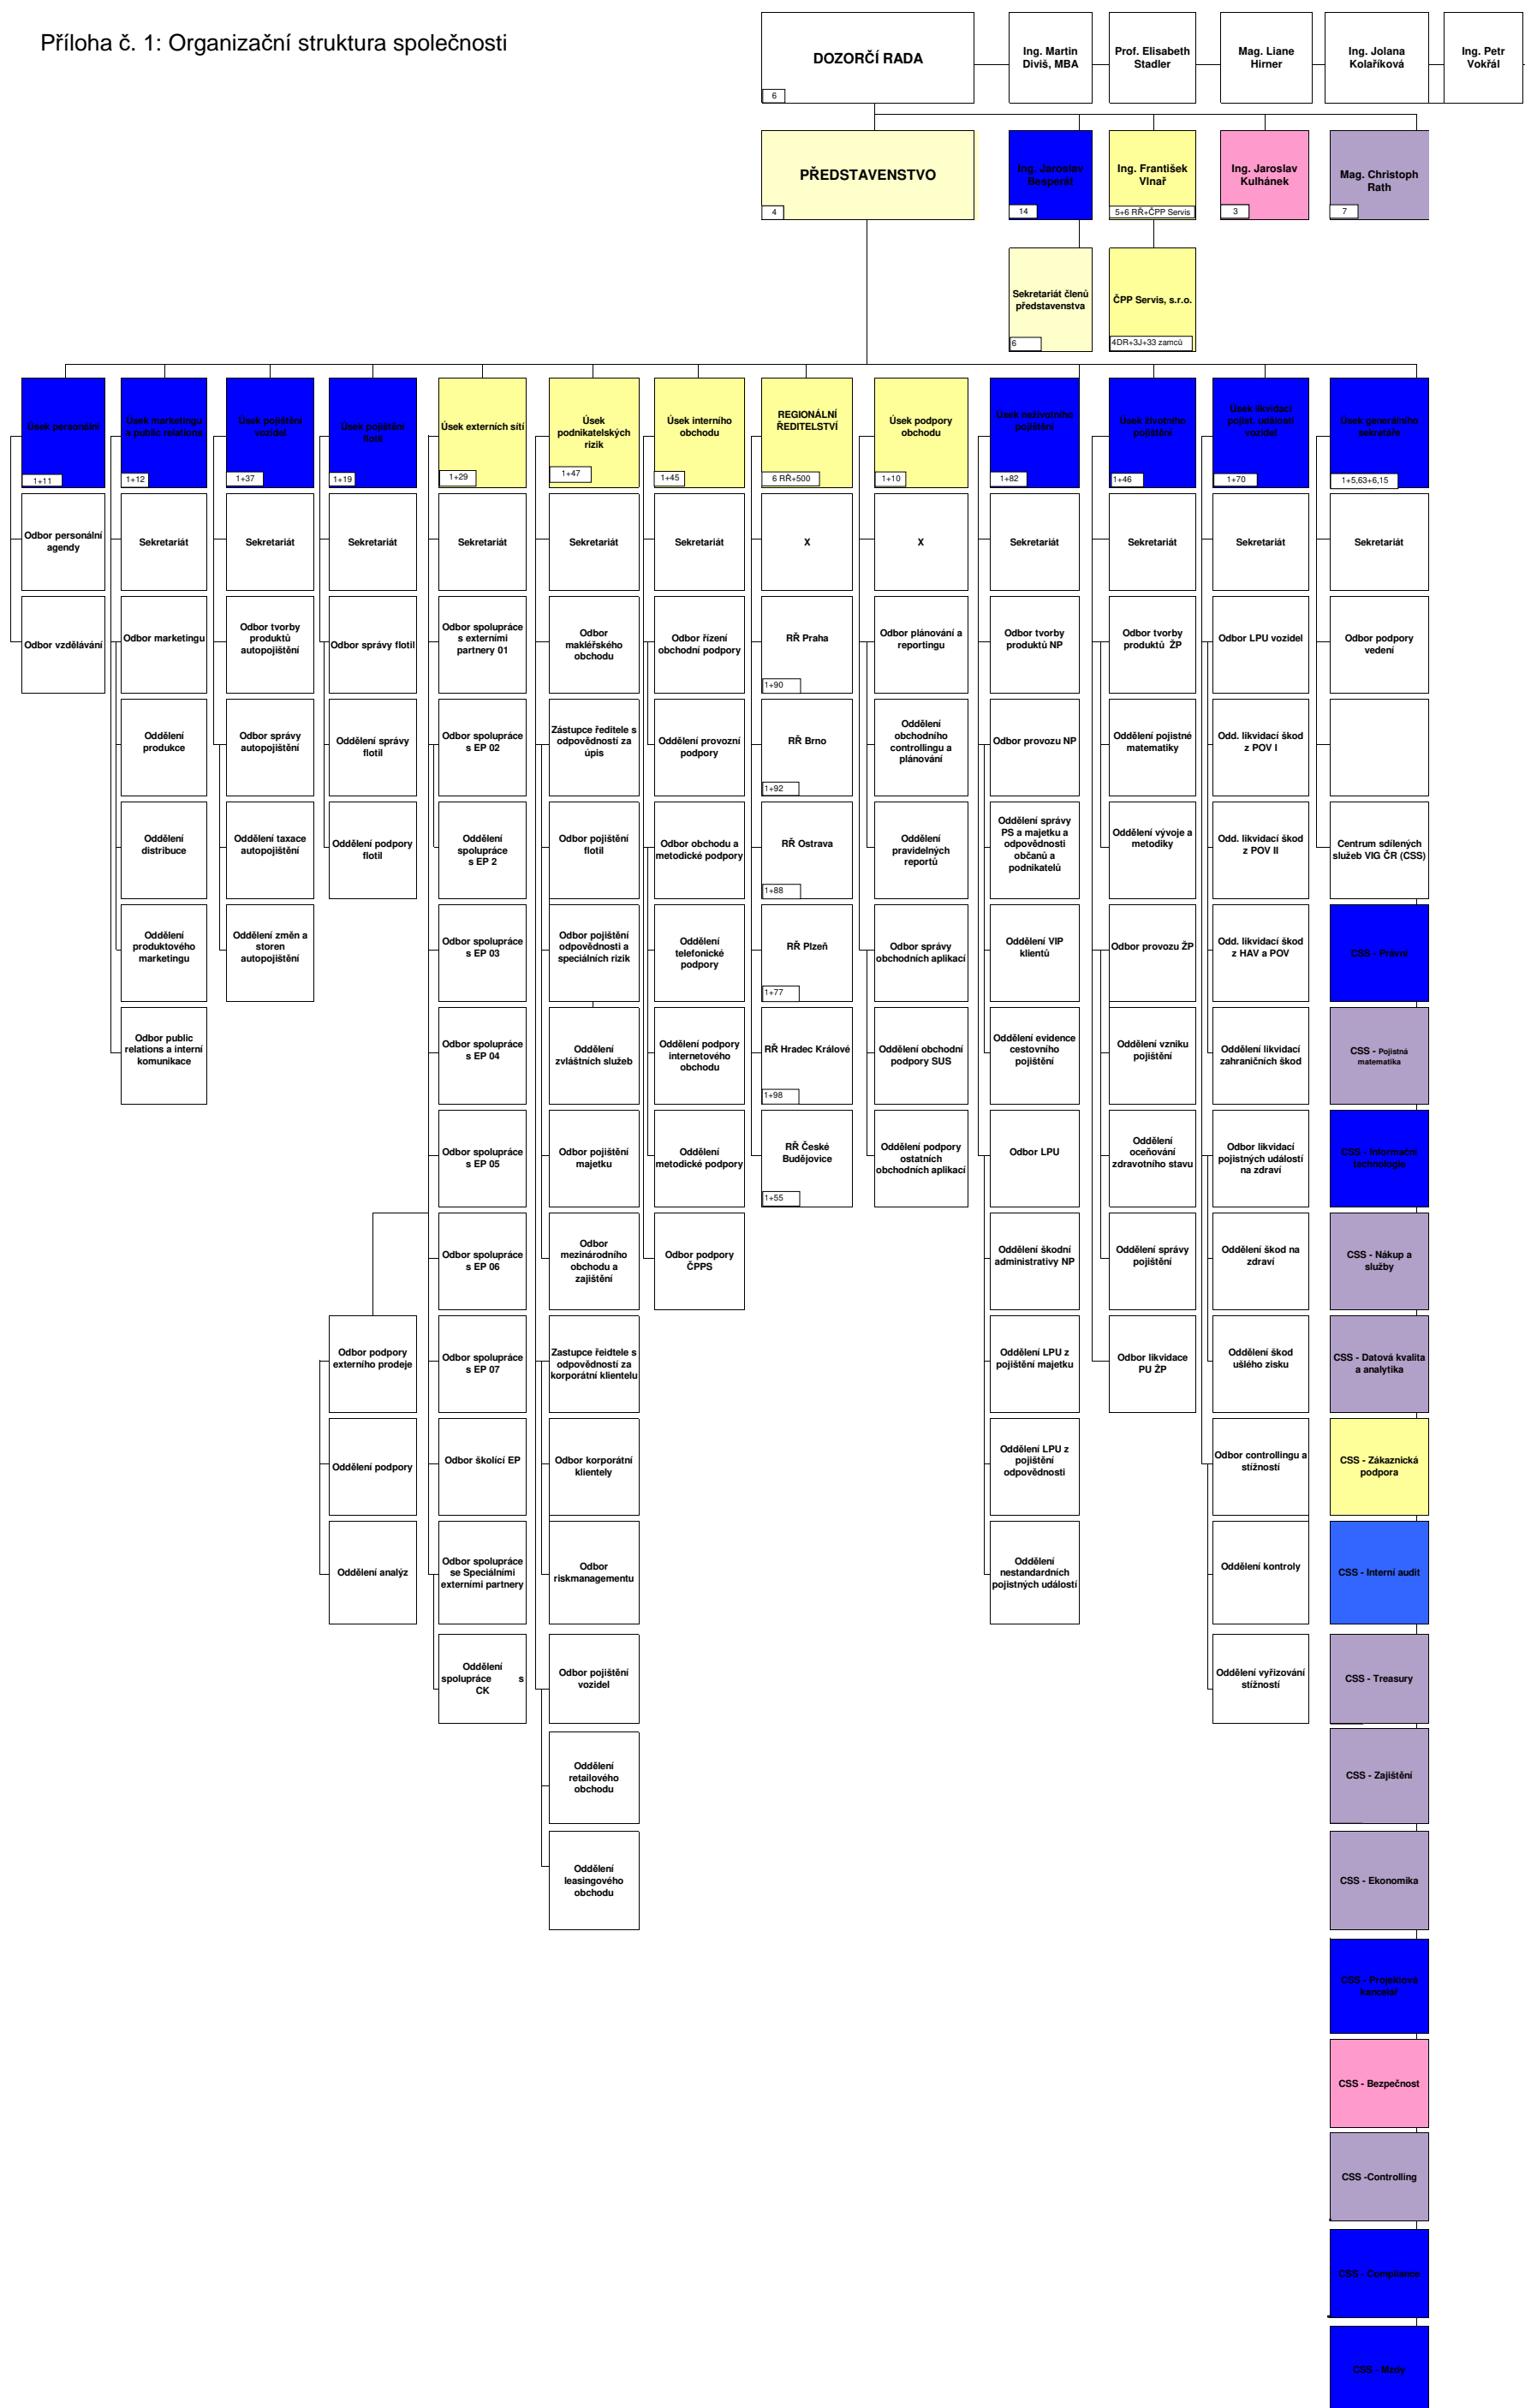 Příloha č. 1: Organizační struktura společnosti
DOZORČÍ RADA
6
Ing. Martin
Diviš, MBA
Prof. Elisabeth
Stadler
Mag. Liane
Hirner
Ing. Jolana
Kolaříková
Ing. Petr
Vokřál
PŘEDSTAVENSTVO
4
Ing. Jaroslav
Besperát
14
Ing. František
Vlnař
5+6 RŘ+ČPP Servis
Ing. Jaroslav
Kulhánek
3
Mag. Christoph
Rath
7
Sekretariát členů
představenstva
6
ČPP Servis, s.r.o.
4DR+3J+33 zamců
Úsek personální
1+11
Úsek marketingu
a public relations
1+12
Úsek pojištění
vozidel
1+37
Úsek pojištění
flotil
1+19
Úsek externích sítí
1+29
Úsek
podnikatelských
rizik
1+47
Úsek interního
obchodu
1+45
REGIONÁLNÍ
ŘEDITELSTVÍ
6 RŘ+500
Úsek podpory
obchodu
1+10
Úsek neživotního
pojištění
1+82
Úsek životního
pojištění
1+46
Úsek likvidací
pojist. událostí
vozidel
1+70
Úsek generálního
sekretáře
1+5,63+6,15
Odbor personální
agendy
Sekretariát
Sekretariát
Sekretariát
Sekretariát
Sekretariát
Sekretariát
X
X
Sekretariát
Sekretariát
Sekretariát
Sekretariát
Odbor vzdělávání
Odbor marketingu
Odbor tvorby
produktů
autopojištění
Odbor správy flotil
Odbor spolupráce
s externími
partnery 01
Odbor
makléřského
obchodu
Odbor řízení
obchodní podpory
RŘ Praha
1+90
Odbor plánování a
reportingu
Odbor tvorby
produktů NP
Odbor tvorby
produktů ŽP
Odbor LPU vozidel
Odbor podpory
vedení
Oddělení
produkce
Odbor správy
autopojištění
Oddělení správy
flotil
Odbor spolupráce
s EP 02
Zástupce ředitele s
odpovědností za
úpis
Oddělení provozní
podpory
RŘ Brno
1+92
Oddělení
obchodního
controllingu a
plánování
Odbor provozu NP
Oddělení pojistné
matematiky
Odd. likvidací škod
z POV I
Oddělení
distribuce
Oddělení taxace
autopojištění
Oddělení podpory
flotil
Oddělení
spolupráce
s EP 2
Odbor pojištění
flotil
Odbor obchodu a
metodické podpory
RŘ Ostrava
1+88
Oddělení
pravidelných
reportů
Oddělení správy
PS a majetku a
odpovědnosti
občanů a
podnikatelů
Oddělení vývoje a
metodiky
Odd. likvidací škod
z POV II
Centrum sdílených
služeb VIG ČR (CSS)
Oddělení
produktového
marketingu
Oddělení změn a
storen
autopojištění
Odbor spolupráce
s EP 03
Odbor pojištění
odpovědnosti a
speciálních rizik
Oddělení
telefonické
podpory
RŘ Plzeň
1+77
Odbor správy
obchodních aplikací
Oddělení VIP
klientů
Odbor provozu ŽP
Odd. likvidací škod
z HAV a POV
CSS - Právní
Odbor public
relations a interní
komunikace
Odbor spolupráce
s EP 04
Oddělení
zvláštních služeb
Oddělení podpory
internetového
obchodu
RŘ Hradec Králové
1+98
Oddělení obchodní
podpory SUS
Oddělení evidence
cestovního
pojištění
Oddělení vzniku
pojištění
Oddělení likvidací
zahraničních škod
CSS - Pojistná
matematika
Odbor spolupráce
s EP 05
Odbor pojištění
majetku
Oddělení
metodické podpory
RŘ České
Budějovice
1+55
Oddělení podpory
ostatních
obchodních aplikací
Odbor LPU
Oddělení
oceňování
zdravotního stavu
Odbor likvidací
pojistných událostí
na zdraví
CSS - Informační
technologie
Odbor spolupráce
s EP 06
Odbor
mezinárodního
obchodu a
zajištění
Odbor podpory
ČPPS
Oddělení škodní
administrativy NP
Oddělení správy
pojištění
Oddělení škod na
zdraví
CSS - Nákup a
služby
Odbor podpory
externího prodeje
Odbor spolupráce
s EP 07
Zastupce řeidtele s
odpovědností za
korporátní klientelu
Oddělení LPU z
pojištění majetku
Odbor likvidace
PU ŽP
Oddělení škod
ušlého zisku
CSS - Datová kvalita
a analytika
Oddělení podpory
Odbor školící EP
Odbor korporátní
klientely
Oddělení LPU z
pojištění
odpovědnosti
Odbor controllingu a
stížností
CSS - Zákaznická
podpora
Oddělení analýz
Odbor spolupráce
se Speciálními
externími partnery
Odbor
riskmanagementu
Oddělení
nestandardních
pojistných událostí
Oddělení kontroly
CSS - Interní audit
Oddělení
spolupráce s
CK
Odbor pojištění
vozidel
Oddělení vyřizování
stížností
CSS - Treasury
Oddělení
retailového
obchodu
CSS - Zajištění
Oddělení
leasingového
obchodu
CSS - Ekonomika
CSS - Projektová
kancelář
CSS - Bezpečnost
CSS -Controlling
CSS - Compliance
CSS - Mzdy